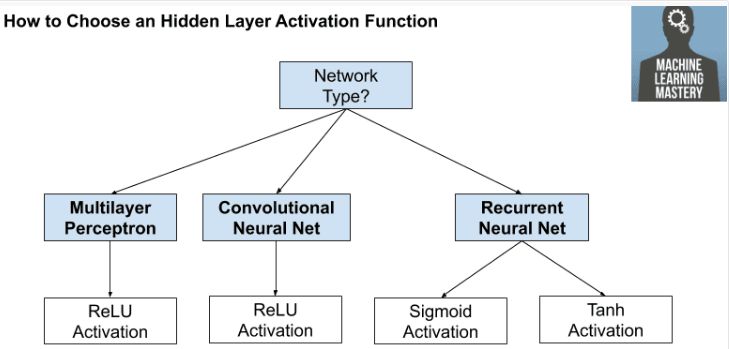 How to Choose an Hidden Layer Activation Function
MACHINE
LEARNING
MASTERY
Network
Type?
Multilayer
Perceptron
Convolutional
Neural Net
Recurrent
Neural Net
ReLU
Activation
ReLU
Activation
Sigmoid
Activation
Tanh
Activation